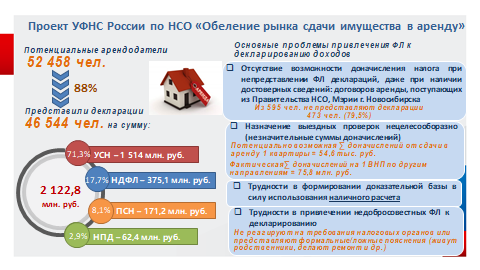 Проект УФНС России по НСО «Обеление рынка сдачи имущества в аренду»
Потенциальные арендодатели
52 458 чел.
88%
Представили декларации
46 544 чел. на сумму:
71,3% УСН – 1 514 млн. руб.
17,7% НДФЛ – 375,1 млн. руб.
2 122,8
млн. руб.
8,1% ПСН – 171,2 млн. руб.
2,9% НПД – 62,4 млн. руб.
Основные проблемы привлечения ФЛ к
декларированию доходов
Отсутствие возможности доначисления налога при
непредставлении ФЛ деклараций, даже при наличии
достоверных сведений: договоров аренды, поступающих
из Правительства НСО, Мэрии г. Новосибирска
Из 595 чел. не представляют декларации
473 чел. (79,5%)
Назначение выездных проверок нецелесообразно
(незначительные суммы доначислений)
Потенциально возможная ∑ доначислений от сдачи в
аренду 1 квартиры = 54,6 тыс. руб.
Фактическая ∑ доначислений на 1 ВНП по другим
направлениям = 75,8 млн. руб.
Трудности в формировании доказательной базы в
силу использования наличного расчета
Трудности в привлечении недобросовестных ФЛ к
декларированию
Не реагируют на требования налоговых органов или
представляют формальные/ложные пояснения (живут
родственники, делают ремонт и др.)